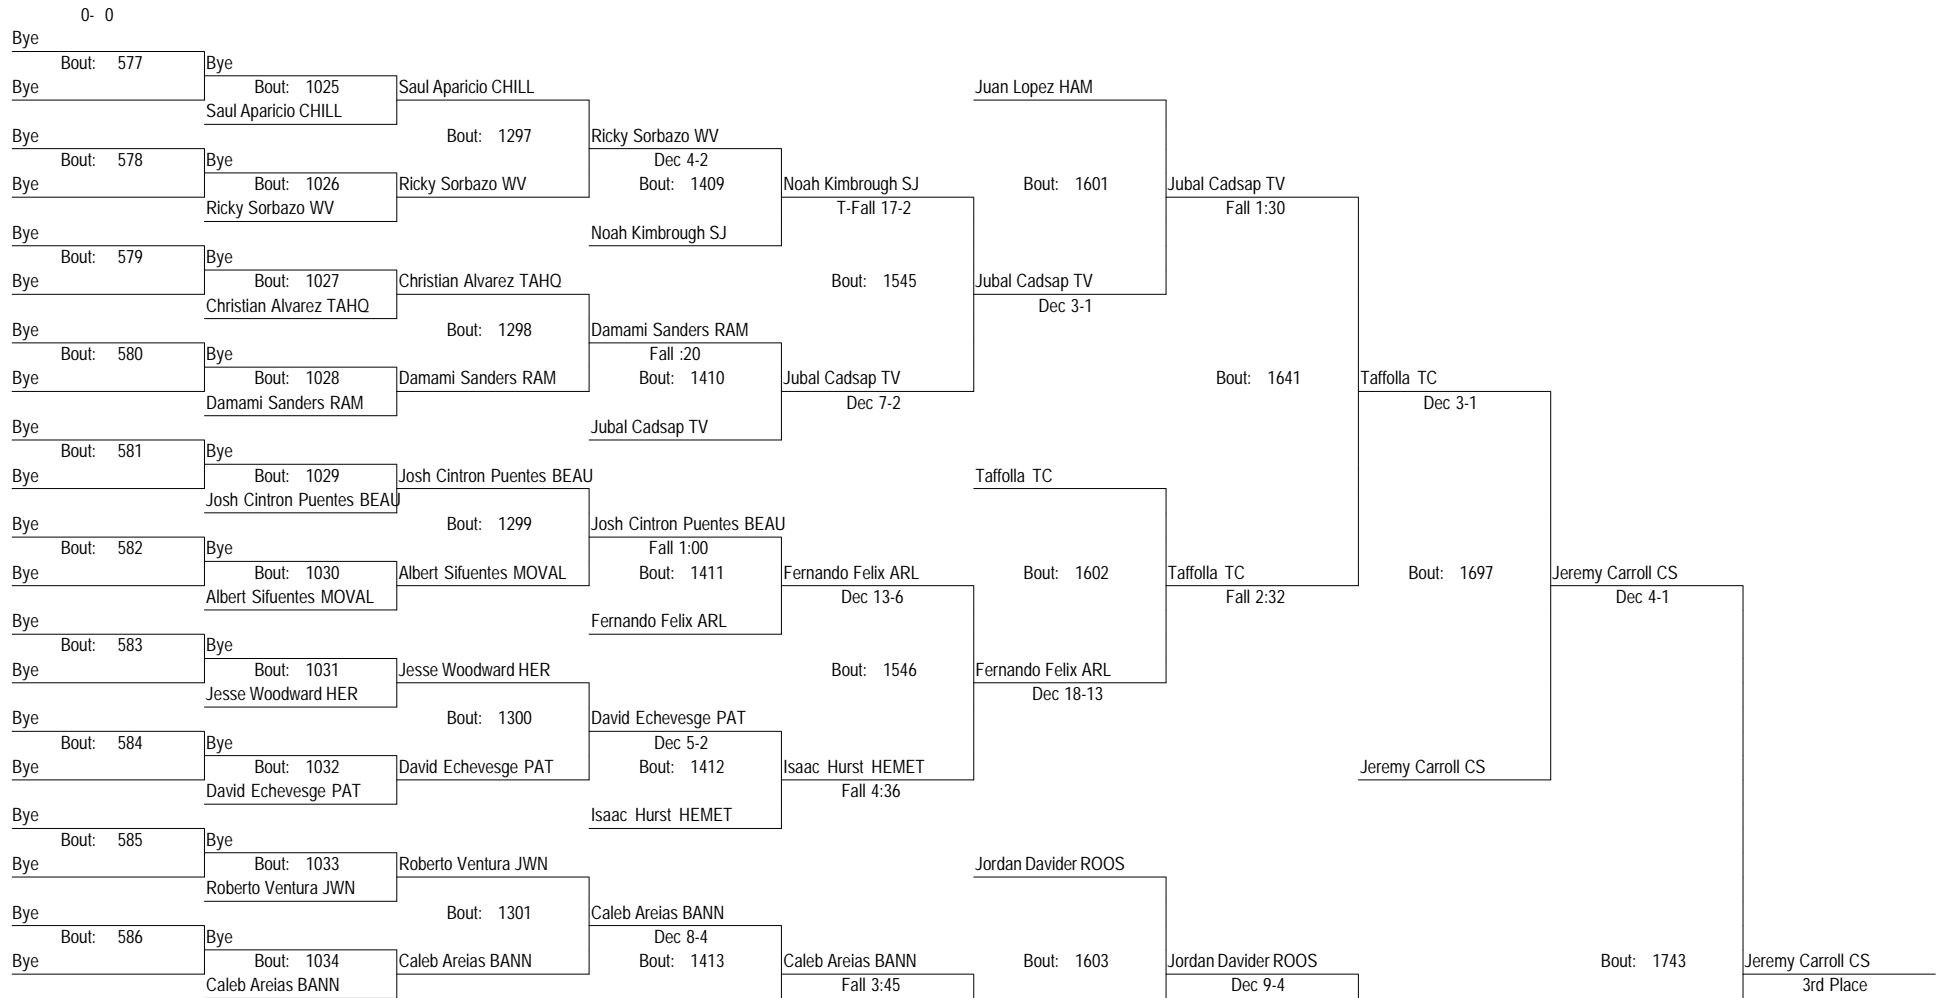 0- 0
Bye
Bout: 577 Bye
Bye Bout: 1025 Saul Aparicio CHILL Juan Lopez HAM
Saul Aparicio CHILL
Bye Bout: 1297 Ricky Sorbazo WV
Bout: 578 Bye Dec 4-2
Bye Bout: 1026 Ricky Sorbazo WV Bout: 1409 Noah Kimbrough SJ Bout: 1601 Jubal Cadsap TV
Ricky Sorbazo WV T-Fall 17-2 Fall 1:30
Bye Noah Kimbrough SJ
Bout: 579 Bye
Bye Bout: 1027 Christian Alvarez TAHQ Bout: 1545 Jubal Cadsap TV
Christian Alvarez TAHQ Dec 3-1
Bye Bout: 1298 Damami Sanders RAM
Bout: 580 Bye Fall :20
Bye Bout: 1028 Damami Sanders RAM Bout: 1410 Jubal Cadsap TV Bout: 1641 Taffolla TC
Damami Sanders RAM Dec 7-2 Dec 3-1
Bye Jubal Cadsap TV
Bout: 581 Bye
Bye Bout: 1029 Josh Cintron Puentes BEAU Taffolla TC
Josh Cintron Puentes BEAU
Bye Bout: 1299 Josh Cintron Puentes BEAU
Bout: 582 Bye Fall 1:00
Bye Bout: 1030 Albert Sifuentes MOVAL Bout: 1411 Fernando Felix ARL Bout: 1602 Taffolla TC Bout: 1697 Jeremy Carroll CS
Albert Sifuentes MOVAL Dec 13-6 Fall 2:32 Dec 4-1
Bye Fernando Felix ARL
Bout: 583 Bye
Bye Bout: 1031 Jesse Woodward HER Bout: 1546 Fernando Felix ARL
Jesse Woodward HER Dec 18-13
Bye Bout: 1300 David Echevesge PAT
Bout: 584 Bye Dec 5-2
Bye Bout: 1032 David Echevesge PAT Bout: 1412 Isaac Hurst HEMET Jeremy Carroll CS
David Echevesge PAT Fall 4:36
Bye Isaac Hurst HEMET
Bout: 585 Bye
Bye Bout: 1033 Roberto Ventura JWN Jordan Davider ROOS
Roberto Ventura JWN
Bye Bout: 1301 Caleb Areias BANN
Bout: 586 Bye Dec 8-4
Bye Bout: 1034 Caleb Areias BANN Bout: 1413 Caleb Areias BANN Bout: 1603 Jordan Davider ROOS Bout: 1743 Jeremy Carroll CS
Caleb Areias BANN Fall 3:45 Dec 9-4 3rd Place